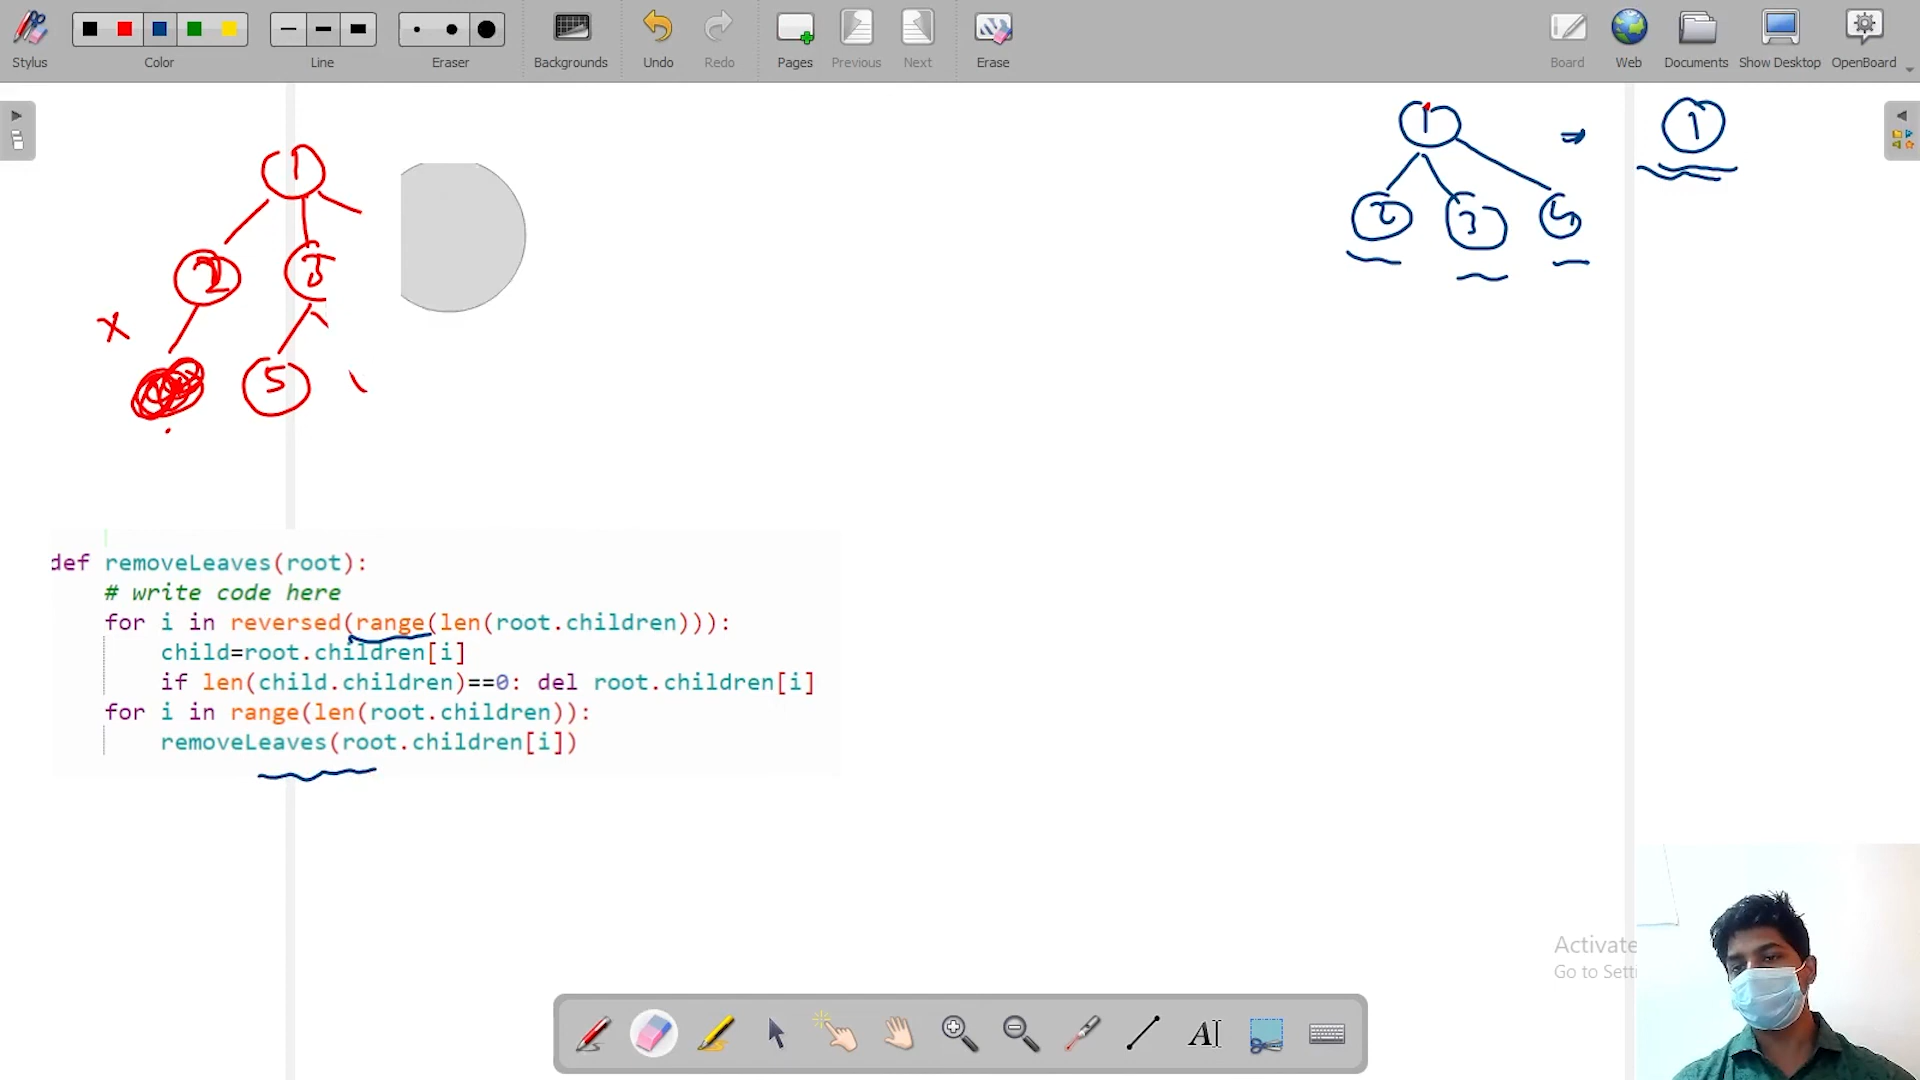 Stylus
Color
Line
Eraser
Backgrounds
Undo
Redo
Pages
Previous
Next
Erase
Board
Web
Documents
Show Desktop
OpenBoard
1
2
3
5
X
1
2
3
1
def removeLeaves(root):
# write code here
for i in reversed(range(len(root.children))):
child=root.children[i]
if len(child.children)==0: del root.children[i]
for i in range(len(root.children)):
removeLeaves(root.children[i])
Activate
Go to Setti
AI